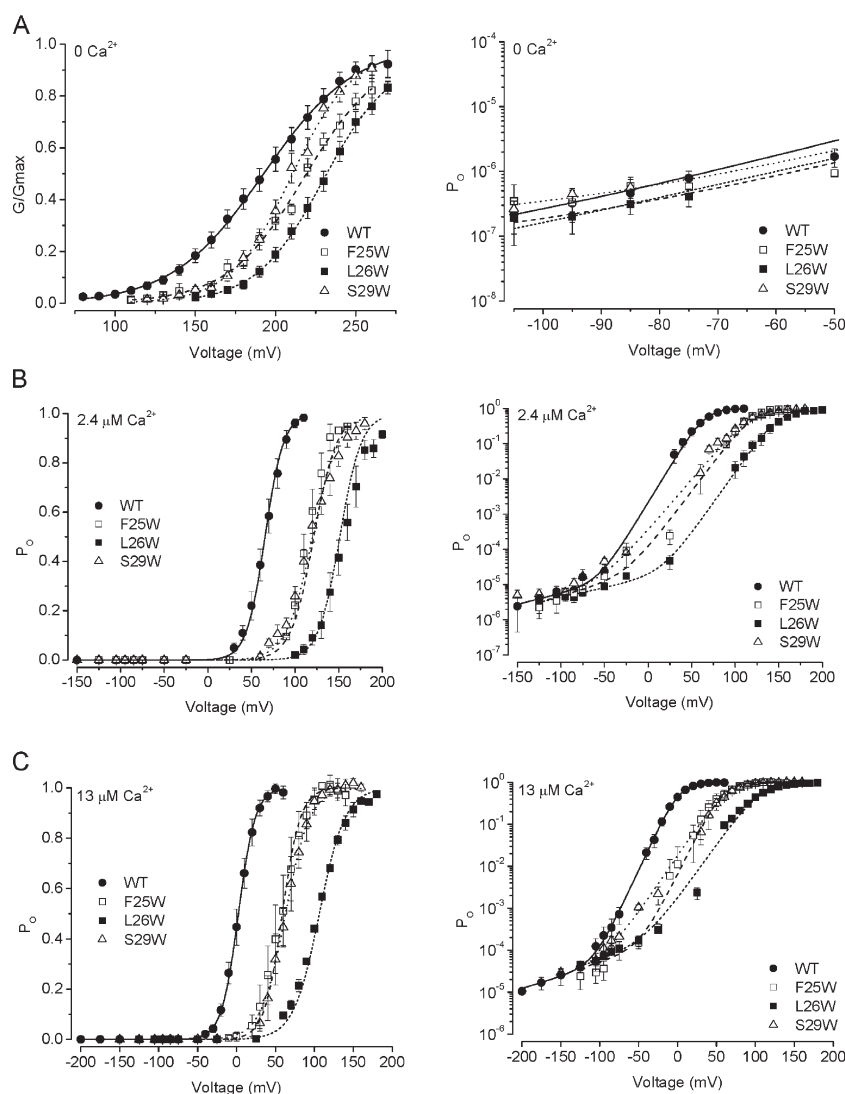 A
0 Ca²⁺
1.0
0.8
0.6
0.4
0.2
0.0
G/Gmax
100 150 200 250
Voltage (mV)
WT
F25W
L26W
S29W
0 Ca²⁺
10⁻⁴
10⁻⁵
10⁻⁶
10⁻⁷
10⁻⁸
P_O
-100 -90 -80 -70 -60 -50
Voltage (mV)
WT
F25W
L26W
S29W
B
2.4 μM Ca²⁺
1.0
0.8
0.6
0.4
0.2
0.0
P_O
-150 -100 -50 0 50 100 150 200
Voltage (mV)
WT
F25W
L26W
S29W
2.4 μM Ca²⁺
10⁰
10⁻¹
10⁻²
10⁻³
10⁻⁴
10⁻⁵
10⁻⁶
10⁻⁷
P_O
-150 -100 -50 0 50 100 150 200
Voltage (mV)
WT
F25W
L26W
S29W
C
13 μM Ca²⁺
1.0
0.8
0.6
0.4
0.2
0.0
P_O
-200 -150 -100 -50 0 50 100 150 200
Voltage (mV)
WT
F25W
L26W
S29W
13 μM Ca²⁺
10⁰
10⁻¹
10⁻²
10⁻³
10⁻⁴
10⁻⁵
10⁻⁶
P_O
-200 -150 -100 -50 0 50 100 150 200
Voltage (mV)
WT
F25W
L26W
S29W